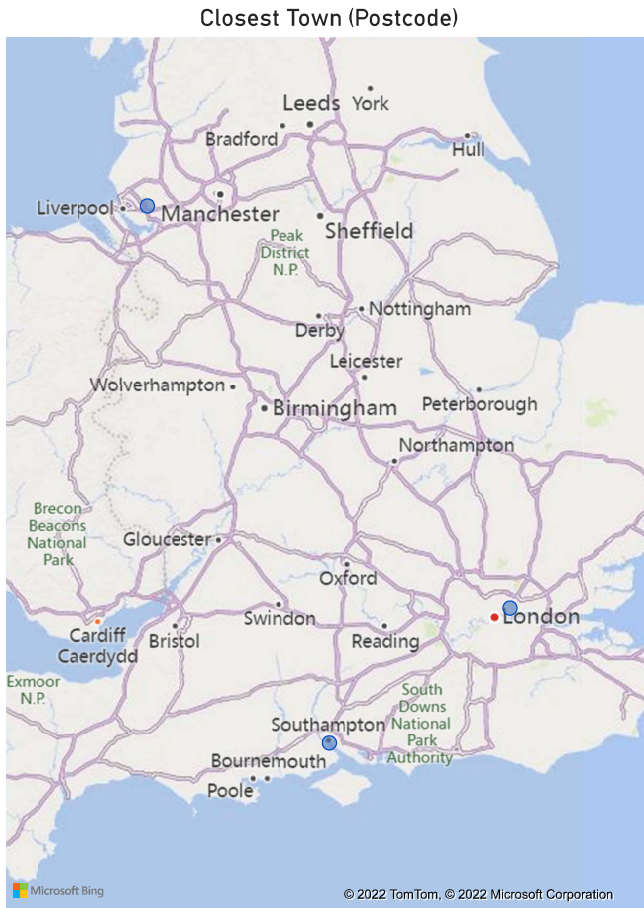 Closest Town (Postcode)
Leeds
York
Bradford
Hull
Liverpool
Manchester
Sheffield
Peak
District
N.P.
Nottingham
Derby
Leicester
Wolverhampton
Peterborough
Birmingham
Northampton
Brecon
Beacons
National
Park
Gloucester
Oxford
Swindon
London
Cardiff
Caerdydd
Bristol
Reading
Exmoor
N.P.
South
Downs
National
Park
Authority
Southampton
Bournemouth
Poole
Microsoft Bing
© 2022 TomTom, © 2022 Microsoft Corporation